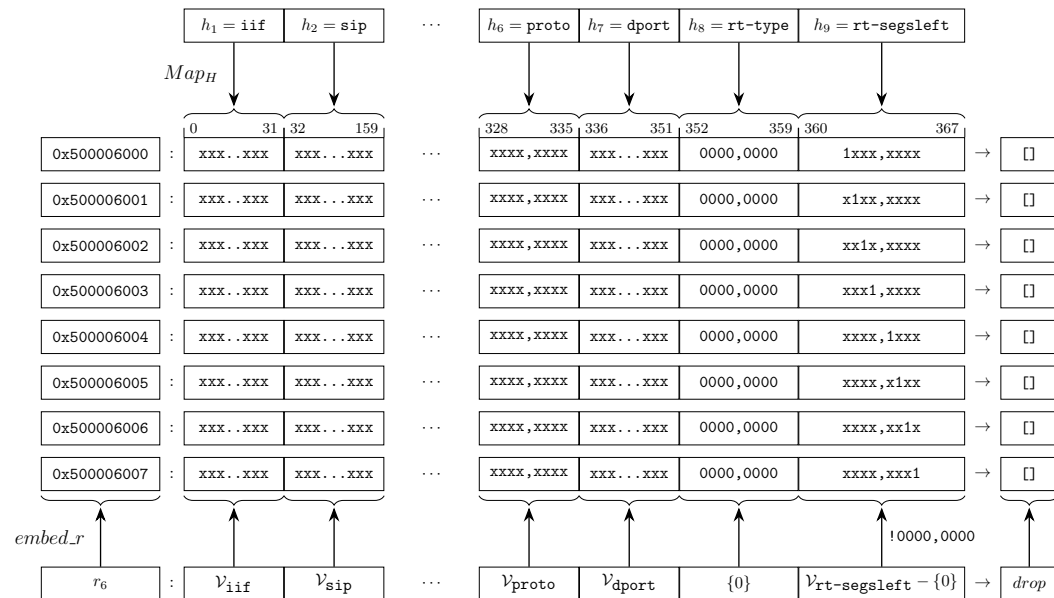 h₁ = iif h₂ = sip ··· h₆ = proto h₇ = dport h₈ = rt-type h₉ = rt-segsleft
Map_H
0 31 32 159 328 335 336 351 352 359 360 367
0x500006000 : xxx..xxx xxx...xxx ··· xxxx,xxxx xxx...xxx 0000,0000 1xxx,xxxx → []
0x500006001 : xxx..xxx xxx...xxx ··· xxxx,xxxx xxx...xxx 0000,0000 x1xx,xxxx → []
0x500006002 : xxx..xxx xxx...xxx ··· xxxx,xxxx xxx...xxx 0000,0000 xx1x,xxxx → []
0x500006003 : xxx..xxx xxx...xxx ··· xxxx,xxxx xxx...xxx 0000,0000 xxx1,xxxx → []
0x500006004 : xxx..xxx xxx...xxx ··· xxxx,xxxx xxx...xxx 0000,0000 xxxx,1xxx → []
0x500006005 : xxx..xxx xxx...xxx ··· xxxx,xxxx xxx...xxx 0000,0000 xxxx,x1xx → []
0x500006006 : xxx..xxx xxx...xxx ··· xxxx,xxxx xxx...xxx 0000,0000 xxxx,xx1x → []
0x500006007 : xxx..xxx xxx...xxx ··· xxxx,xxxx xxx...xxx 0000,0000 xxxx,xxx1 → []
embed_r !0000,0000
r₆ : 𝒱_iif 𝒱_sip ··· 𝒱_proto 𝒱_dport {0} 𝒱_rt-segsleft − {0} → drop